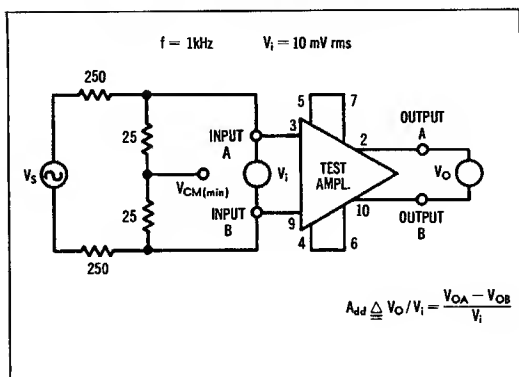 f = 1kHz Vi = 10 mV rms
250
5 7
OUTPUT
A
25
INPUT
A
3
2
VS
VCM(min)
Vi
TEST
AMPL.
VO
25
INPUT
B
9
10
OUTPUT
B
4 6
250
Add ≜ VO/Vi = VOA − VOB / Vi